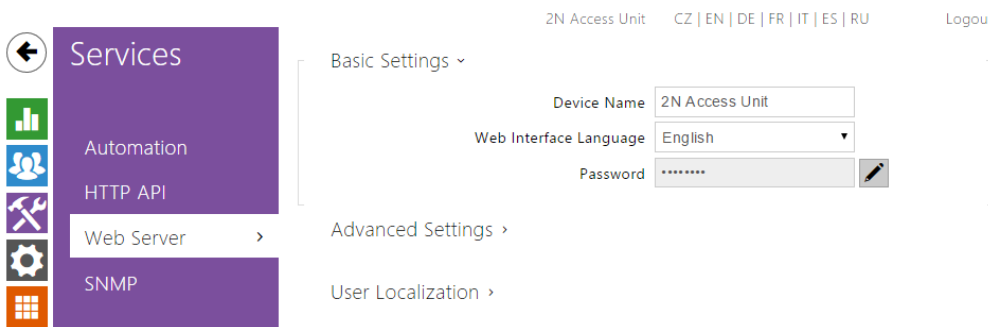 2N Access Unit CZ | EN | DE | FR | IT | ES | RU Logou
Services
Automation
HTTP API
Web Server ›
SNMP
Basic Settings
Device Name 2N Access Unit
Web Interface Language English
Password ········
Advanced Settings ›
User Localization ›